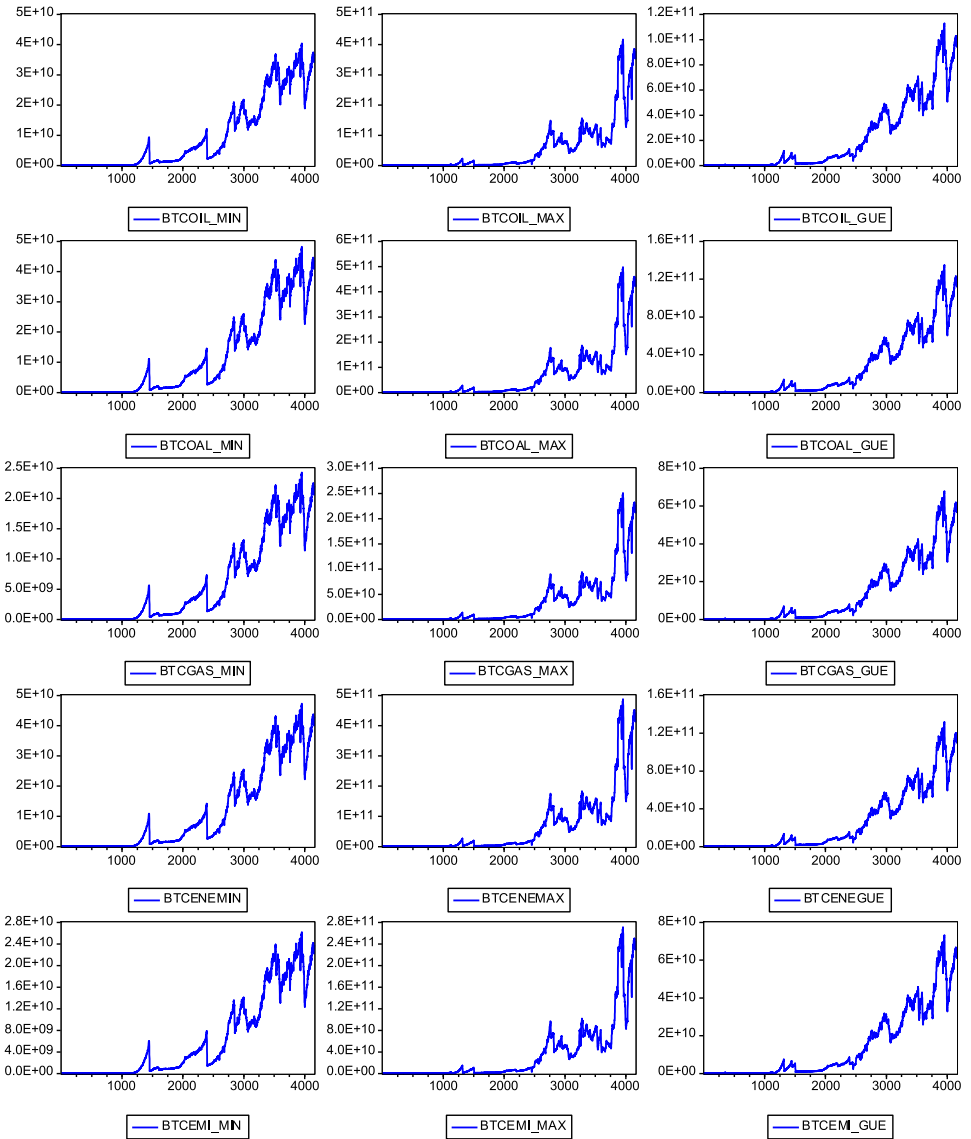 5E+10
4E+10
3E+10
2E+10
1E+10
0E+00
1000 2000 3000 4000
BTCOIL_MIN
5E+11
4E+11
3E+11
2E+11
1E+11
0E+00
1000 2000 3000 4000
BTCOIL_MAX
1.2E+11
1.0E+11
8.0E+10
6.0E+10
4.0E+10
2.0E+10
0.0E+00
1000 2000 3000 4000
BTCOIL_GUE
5E+10
4E+10
3E+10
2E+10
1E+10
0E+00
1000 2000 3000 4000
BTCOAL_MIN
6E+11
5E+11
4E+11
3E+11
2E+11
1E+11
0E+00
1000 2000 3000 4000
BTCOAL_MAX
1.6E+11
1.2E+11
8.0E+10
4.0E+10
0.0E+00
1000 2000 3000 4000
BTCOAL_GUE
2.5E+10
2.0E+10
1.5E+10
1.0E+10
5.0E+09
0.0E+00
1000 2000 3000 4000
BTCGAS_MIN
3.0E+11
2.5E+11
2.0E+11
1.5E+11
1.0E+11
5.0E+10
0.0E+00
1000 2000 3000 4000
BTCGAS_MAX
8E+10
6E+10
4E+10
2E+10
0E+00
1000 2000 3000 4000
BTCGAS_GUE
5E+10
4E+10
3E+10
2E+10
1E+10
0E+00
1000 2000 3000 4000
BTCENEMIN
5E+11
4E+11
3E+11
2E+11
1E+11
0E+00
1000 2000 3000 4000
BTCENEMAX
1.6E+11
1.2E+11
8.0E+10
4.0E+10
0.0E+00
1000 2000 3000 4000
BTCENEGUE
2.8E+10
2.4E+10
2.0E+10
1.6E+10
1.2E+10
8.0E+09
4.0E+09
0.0E+00
1000 2000 3000 4000
BTCEMI_MIN
2.8E+11
2.4E+11
2.0E+11
1.6E+11
1.2E+11
8.0E+10
4.0E+10
0.0E+00
1000 2000 3000 4000
BTCEMI_MAX
8E+10
6E+10
4E+10
2E+10
0E+00
1000 2000 3000 4000
BTCEMI_GUE